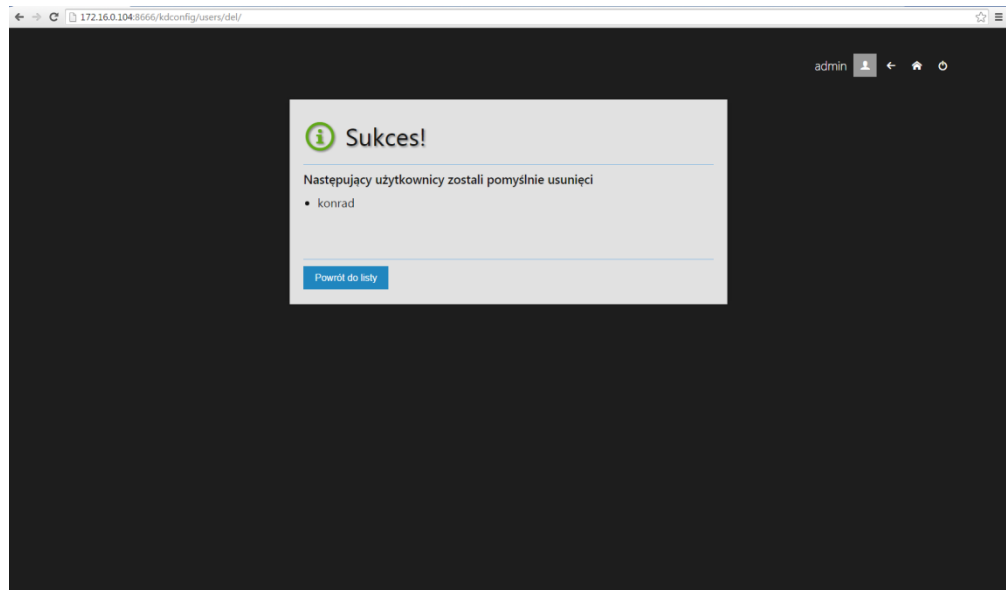 172.16.0.104:8666/kdconfig/users/del/
admin
Sukces!
Następujący użytkownicy zostali pomyślnie usunięci
• konrad
Powrót do listy